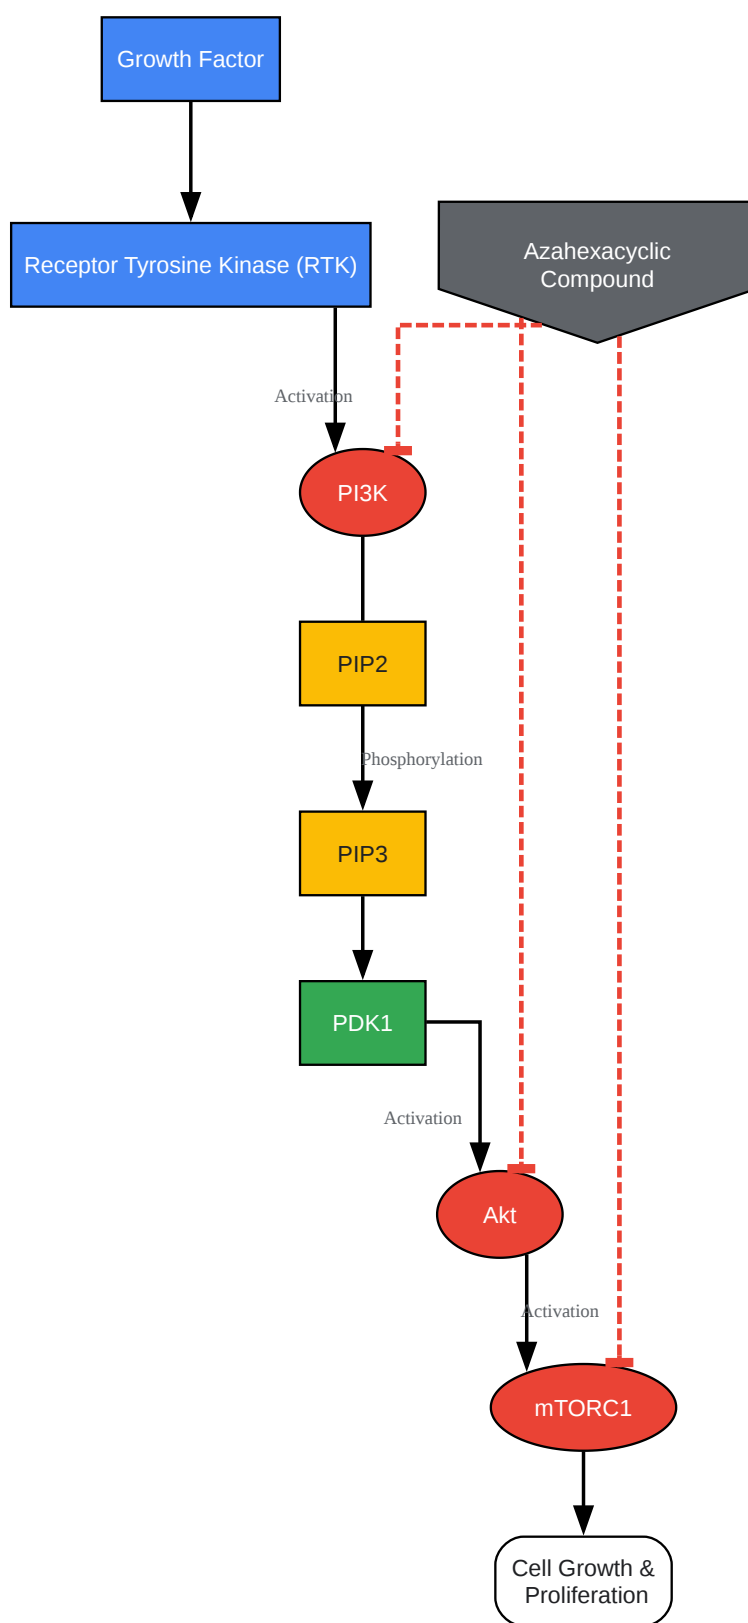 Growth Factor
Receptor Tyrosine Kinase (RTK)
Azahexacyclic
Compound
Activation
PI3K
PIP2
Phosphorylation
PIP3
PDK1
Activation
Akt
Activation
mTORC1
Cell Growth &
Proliferation